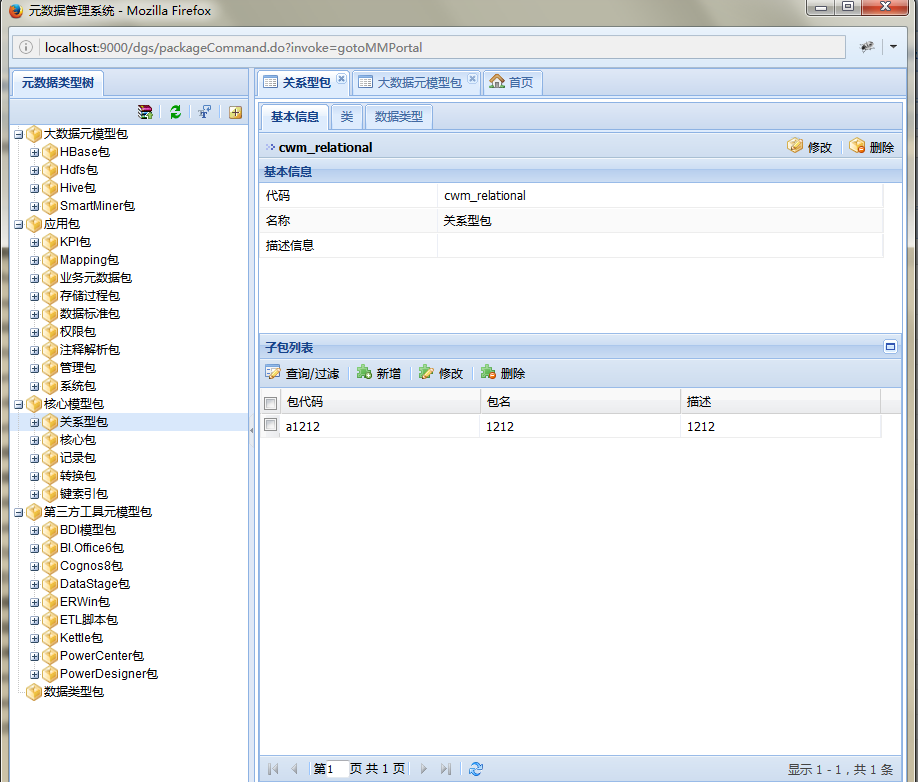 元数据管理系统 - Mozilla Firefox
localhost:9000/dgs/packageCommand.do?invoke=gotoMMPortal
元数据类型树
大数据元模型包
HBase包
Hdfs包
Hive包
SmartMiner包
应用包
KPI包
Mapping包
业务元数据包
存储过程包
数据标准包
权限包
注释解析包
管理包
系统包
核心模型包
关系型包
核心包
记录包
转换包
键索引包
第三方工具元模型包
BDI模型包
BI.Office6包
Cognos8包
DataStage包
ERWin包
ETL脚本包
Kettle包
PowerCenter包
PowerDesigner包
数据类型包
关系型包 大数据元模型包 首页
基本信息 类 数据类型
cwm_relational 修改 删除
基本信息
代码 cwm_relational
名称 关系型包
描述信息
子包列表
查询/过滤 新增 修改 删除
包代码 包名 描述
a1212 1212 1212
第 1 页 共 1 页 显示 1 - 1，共 1 条